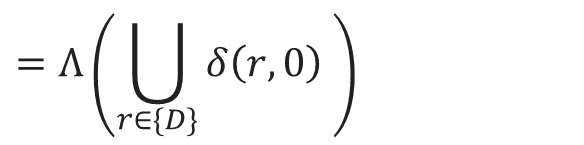 = Λ(⋃_{r∈{D}} δ(r,0))